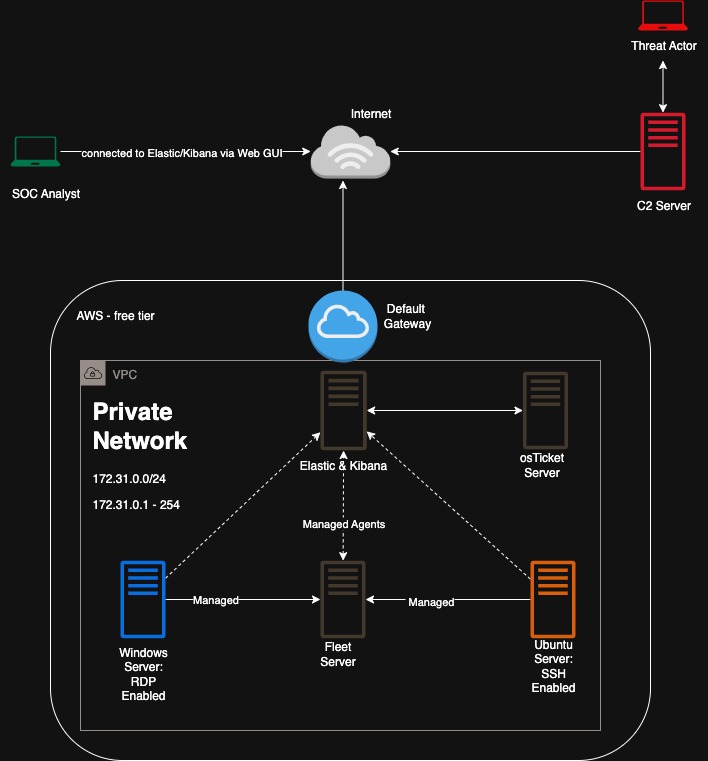 Threat Actor
Internet
connected to Elastic/Kibana via Web GUI
SOC Analyst
C2 Server
AWS - free tier
Default
Gateway
VPC
Private
Network
172.31.0.0/24
172.31.0.1 - 254
Elastic & Kibana
osTicket
Server
Managed Agents
Managed
Managed
Windows
Server:
RDP
Enabled
Fleet
Server
Ubuntu
Server:
SSH
Enabled